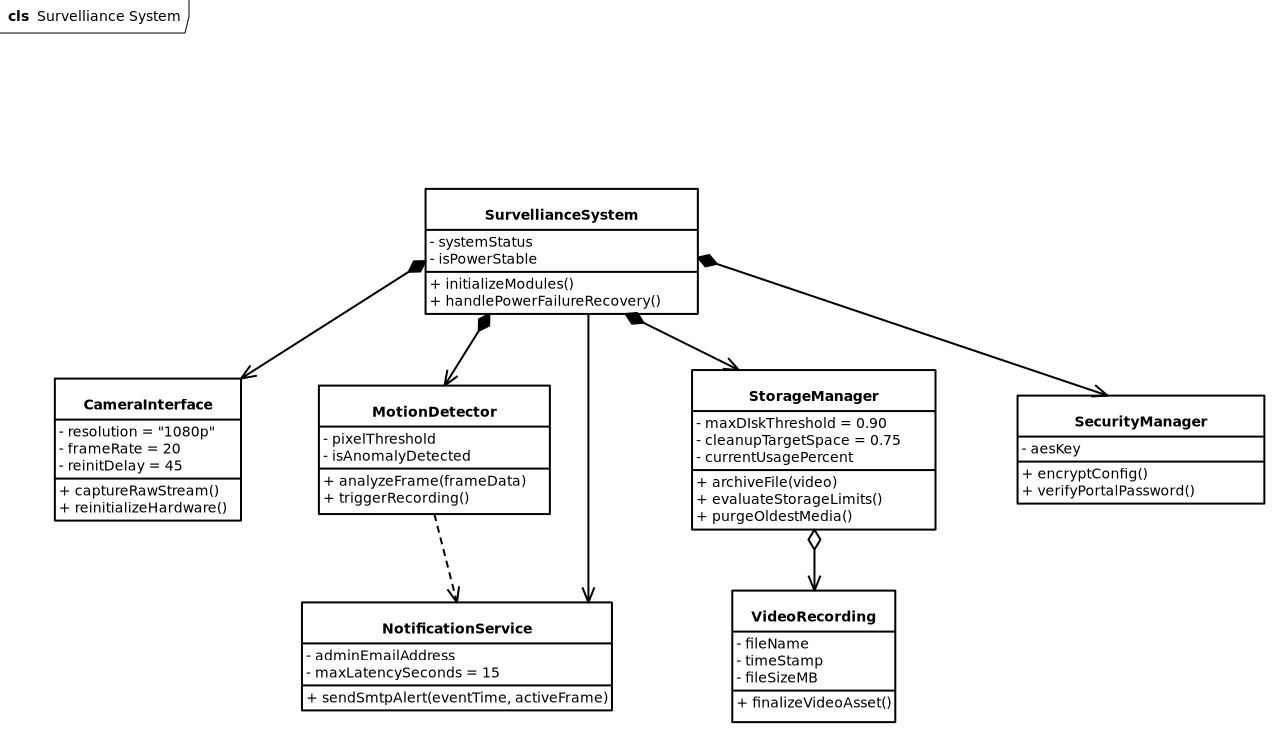 cls Survelliance System
SurvellianceSystem
- systemStatus
- isPowerStable
+ initializeModules()
+ handlePowerFailureRecovery()
CameraInterface
- resolution = "1080p"
- frameRate = 20
- reinitDelay = 45
+ captureRawStream()
+ reinitializeHardware()
MotionDetector
- pixelThreshold
- isAnomalyDetected
+ analyzeFrame(frameData)
+ triggerRecording()
StorageManager
- maxDIskThreshold = 0.90
- cleanupTargetSpace = 0.75
- currentUsagePercent
+ archiveFile(video)
+ evaluateStorageLimits()
+ purgeOldestMedia()
SecurityManager
- aesKey
+ encryptConfig()
+ verifyPortalPassword()
NotificationService
- adminEmailAddress
- maxLatencySeconds = 15
+ sendSmtpAlert(eventTime, activeFrame)
VideoRecording
- fileName
- timeStamp
- fileSizeMB
+ finalizeVideoAsset()